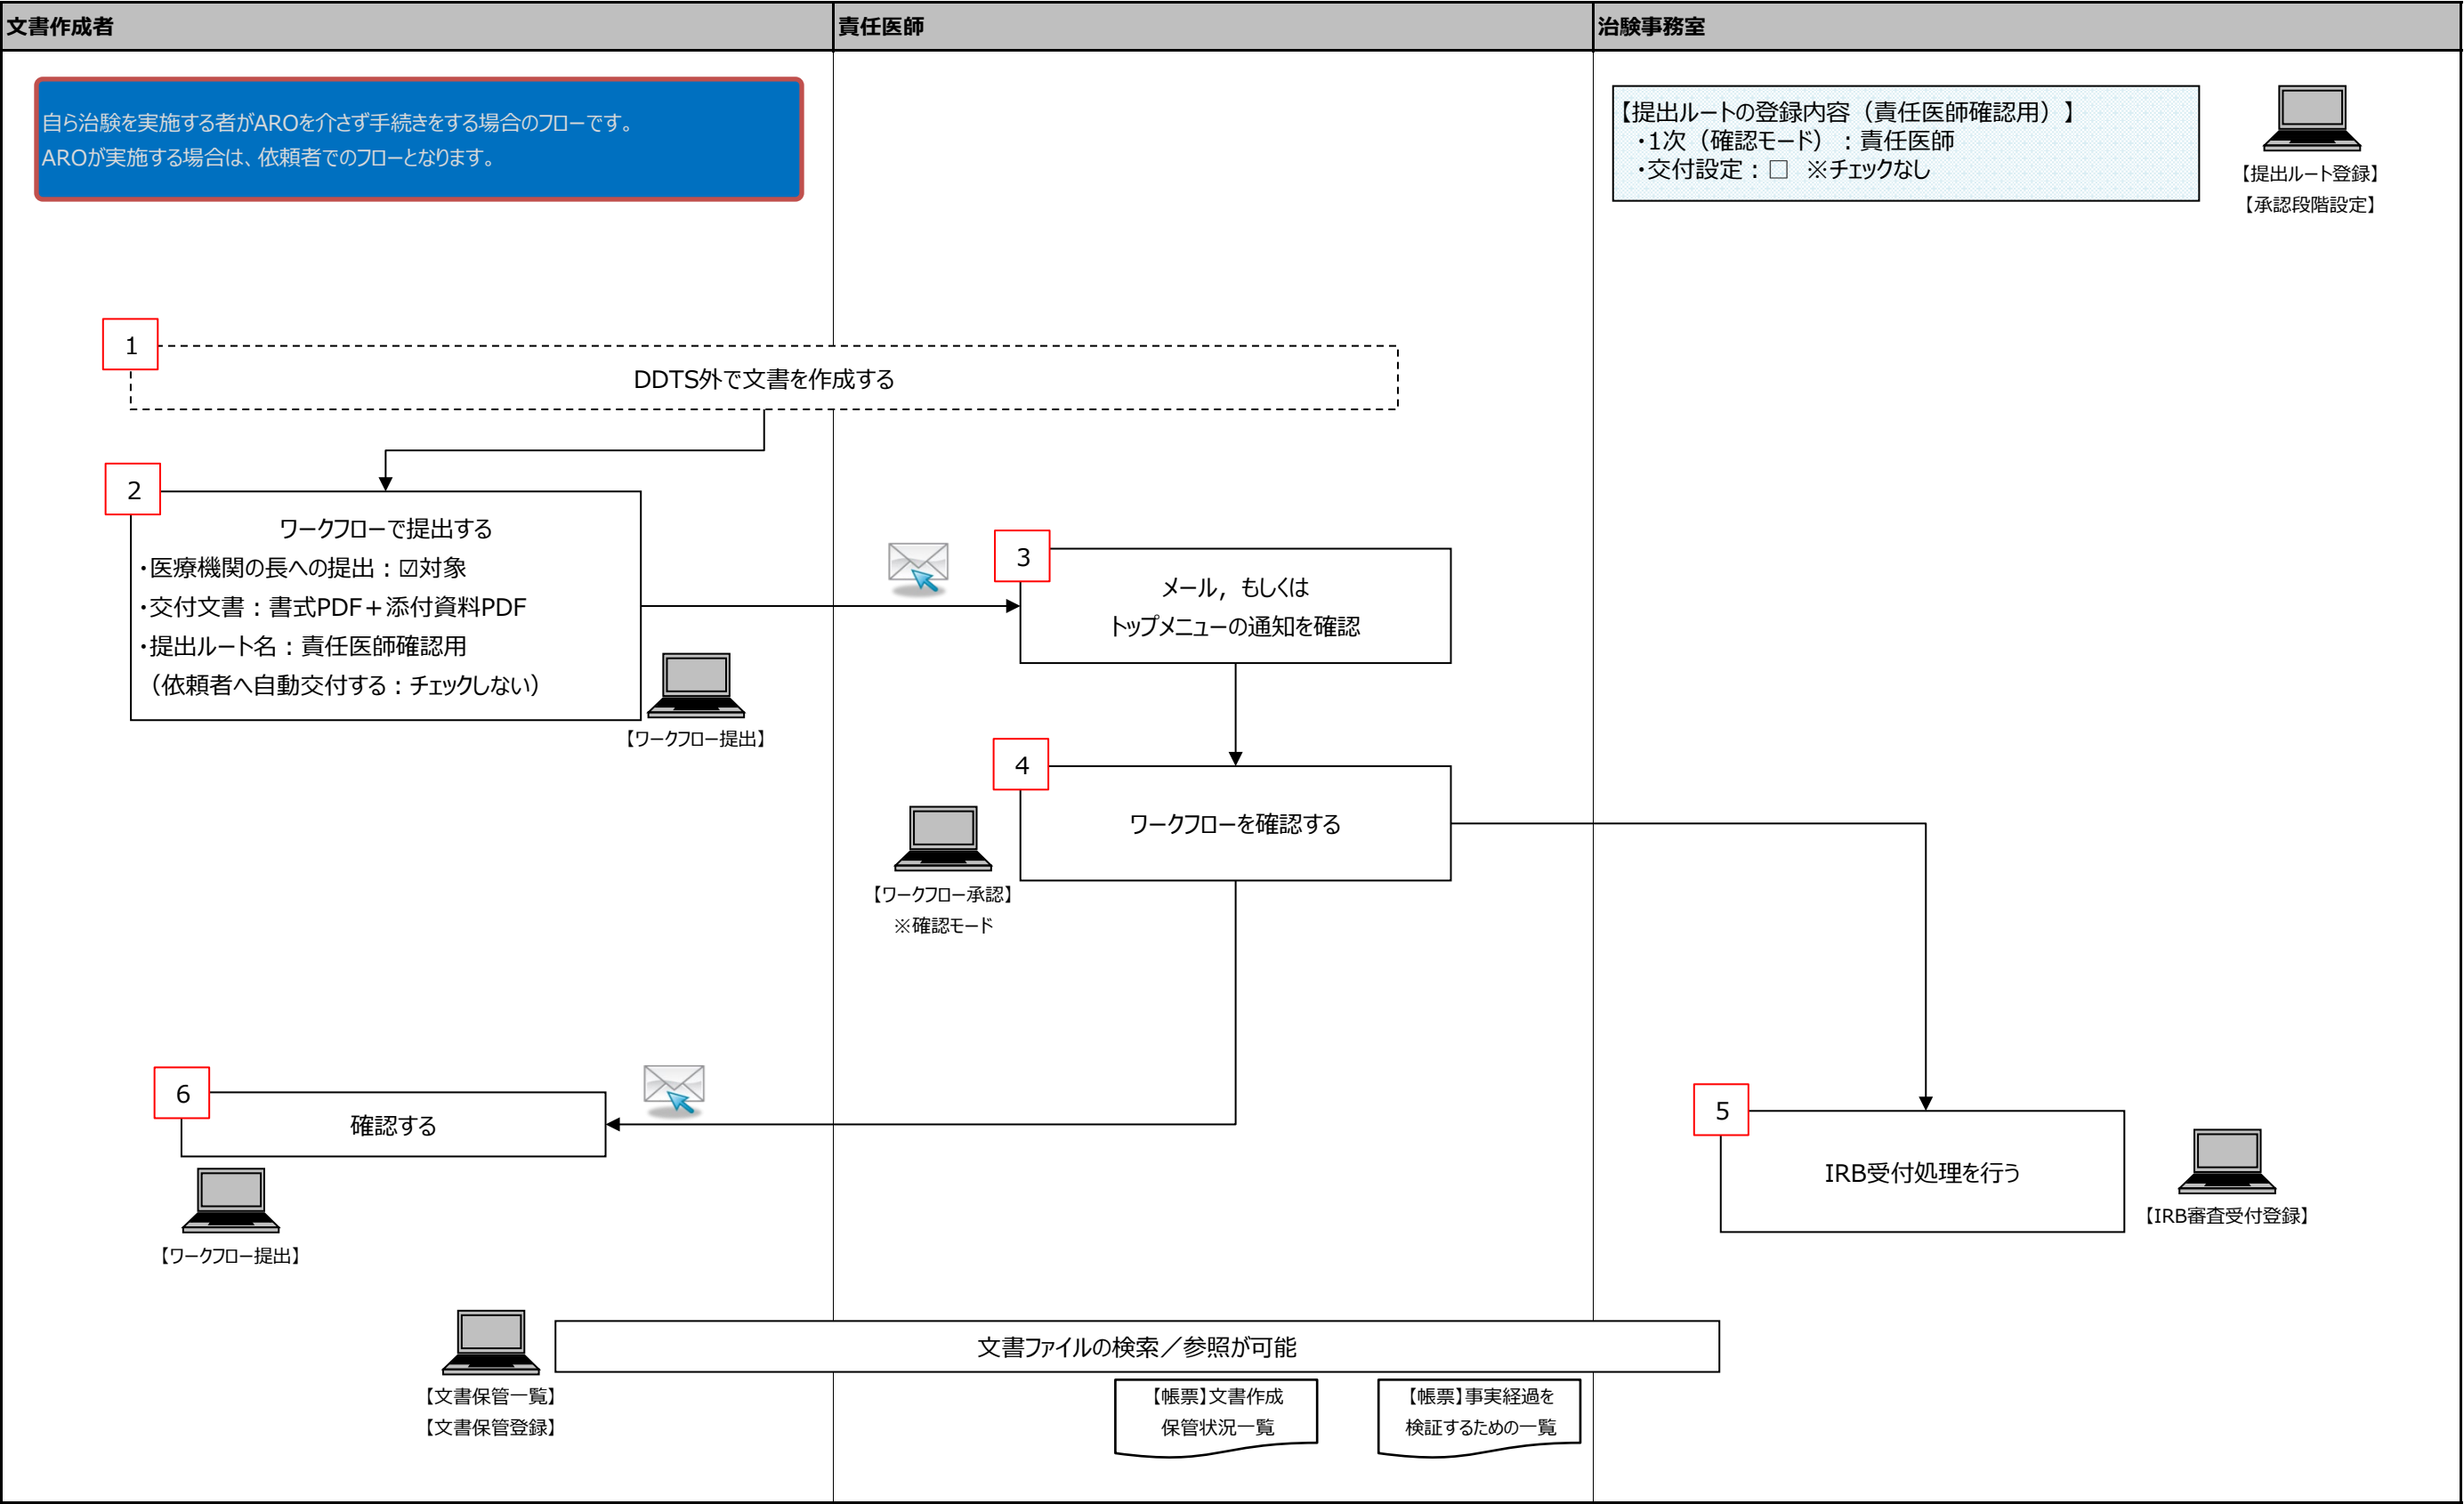 文書作成者
責任医師
治験事務室
自ら治験を実施する者がAROを介さず手続きをする場合のフローです。
AROが実施する場合は、依頼者でのフローとなります。
【提出ルートの登録内容（責任医師確認用）】
・1次（確認モード）：責任医師
・交付設定：□ ※チェックなし
【提出ルート登録】
【承認段階設定】
1
DDTS外で文書を作成する
2
ワークフローで提出する
・医療機関の長への提出：☑対象
・交付文書：書式PDF＋添付資料PDF
・提出ルート名：責任医師確認用
（依頼者へ自動交付する：チェックしない）
【ワークフロー提出】
3
メール，もしくは
トップメニューの通知を確認
4
ワークフローを確認する
【ワークフロー承認】
※確認モード
5
IRB受付処理を行う
【IRB審査受付登録】
6
確認する
【ワークフロー提出】
文書ファイルの検索／参照が可能
【文書保管一覧】
【文書保管登録】
【帳票】文書作成
保管状況一覧
【帳票】事実経過を
検証するための一覧